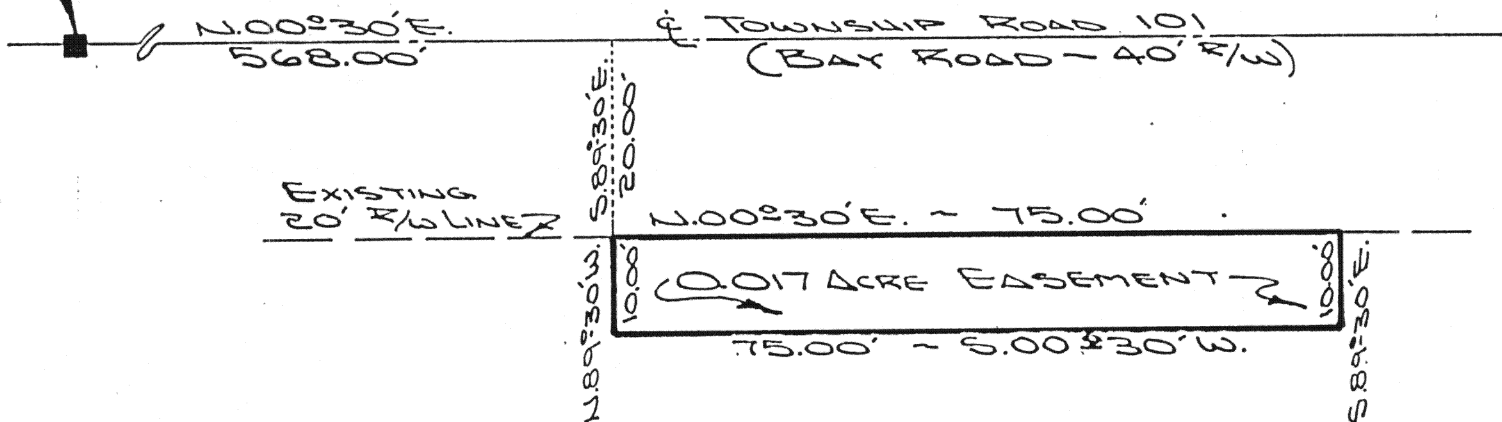 N.00°30'E.
568.00'
℄ TOWNSHIP ROAD 101
(BAY ROAD ~ 40' R/W)
S.89°30'E.
20.00'
EXISTING
20' R/W LINE
N.00°30'E. ~ 75.00'
N.89°30'W.
10.00'
0.017 ACRE EASEMENT
10.00'
S.89°30'E.
75.00' ~ S.00°30'W.